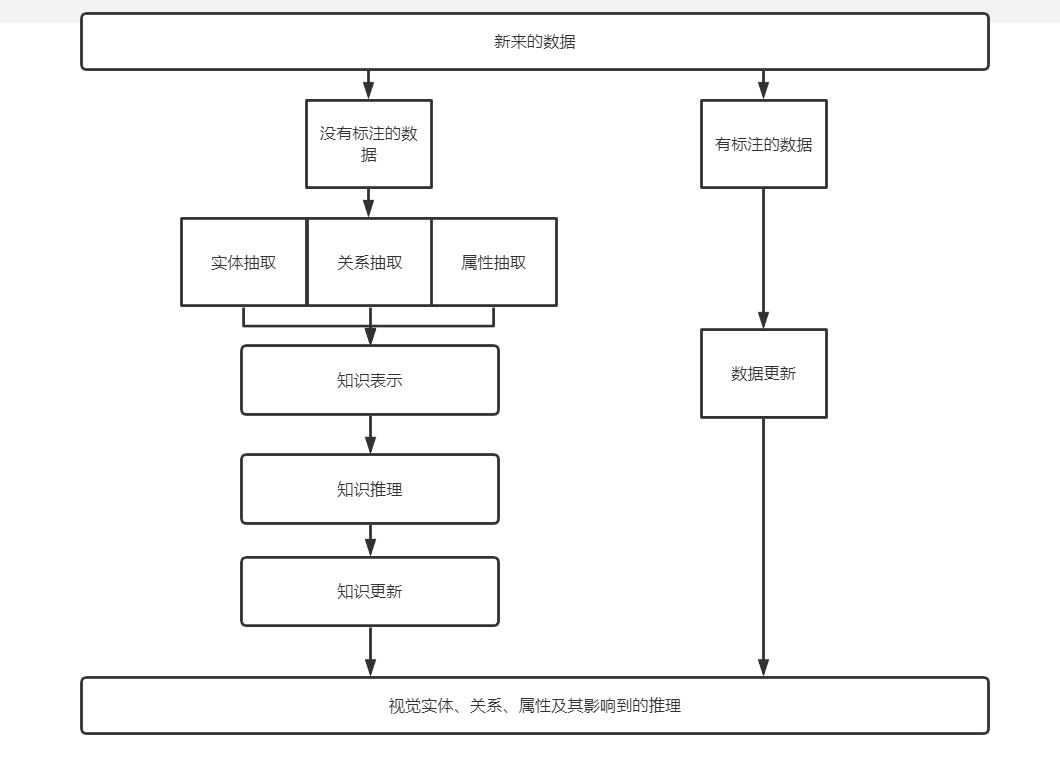 新来的数据
没有标注的数
据
有标注的数据
实体抽取
关系抽取
属性抽取
知识表示
数据更新
知识推理
知识更新
视觉实体、关系、属性及其影响到的推理